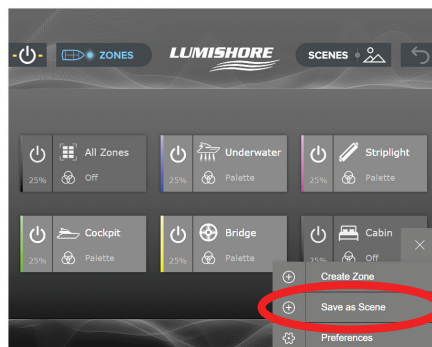 ZONES
LUMISHORE
SCENES
All Zones
25%
Off
Underwater
25%
Palette
Striplight
25%
Palette
Cockpit
25%
Palette
Bridge
25%
Palette
Cabin
25%
Off
Create Zone
Save as Scene
Preferences